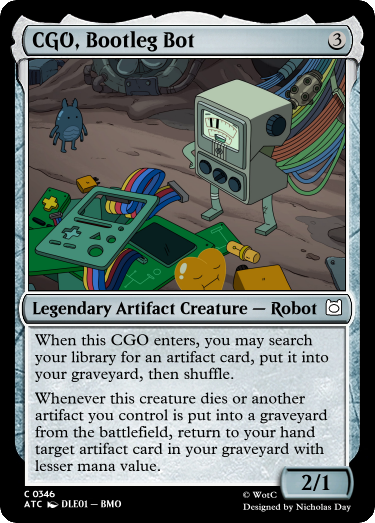 CGO, Bootleg Bot 3
Legendary Artifact Creature — Robot
When this CGO enters, you may search
your library for an artifact card, put it into
your graveyard, then shuffle.
Whenever this creature dies or another
artifact you control is put into a graveyard
from the battlefield, return to your hand
target artifact card in your graveyard with
lesser mana value.
2/1
C 0346
ATC DLE01 — BMO
© WotC
Designed by Nicholas Day